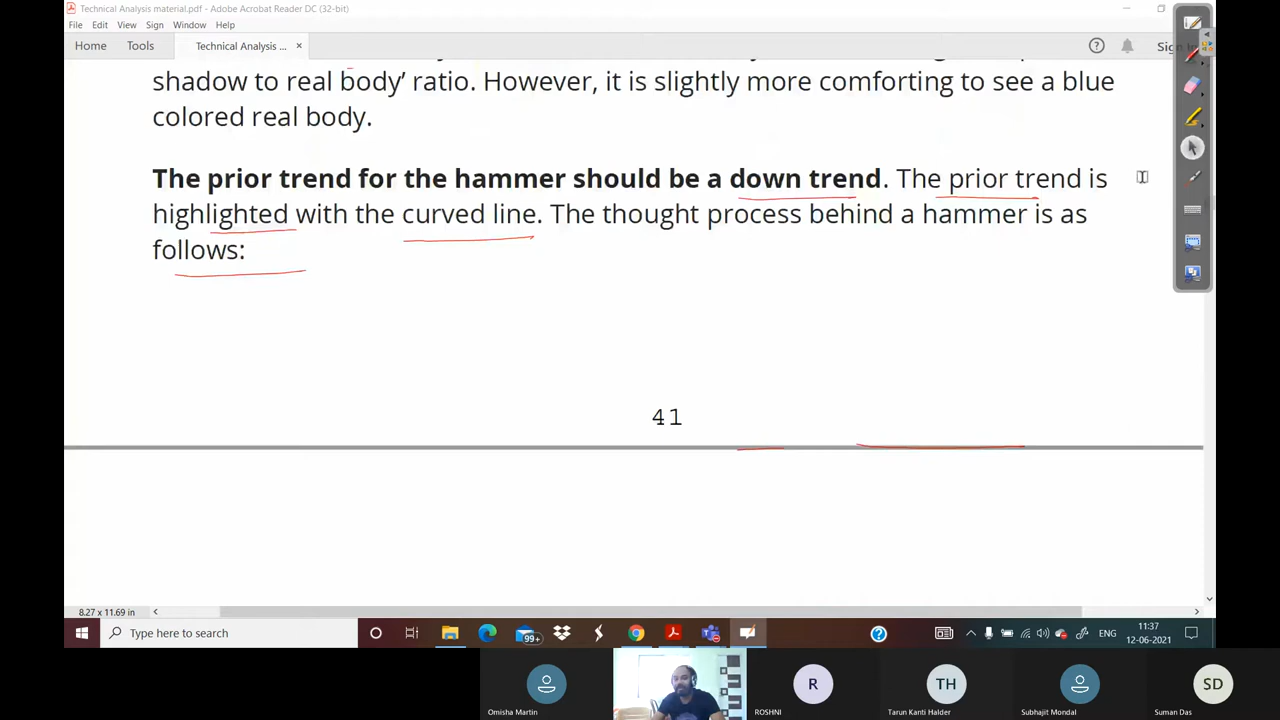 Technical Analysis material.pdf - Adobe Acrobat Reader DC (32-bit)
File Edit View Sign Window Help
Home Tools Technical Analysis ... ×
shadow to real body’ ratio. However, it is slightly more comforting to see a blue
colored real body.
The prior trend for the hammer should be a down trend. The prior trend is
highlighted with the curved line. The thought process behind a hammer is as
follows:
41
8.27 x 11.69 in
Type here to search
99+
ENG
11:37
12-06-2021
R
TH
SD
Omisha Martin
ROSHNI
Tarun Kanti Halder
Subhajit Mondal
Suman Das